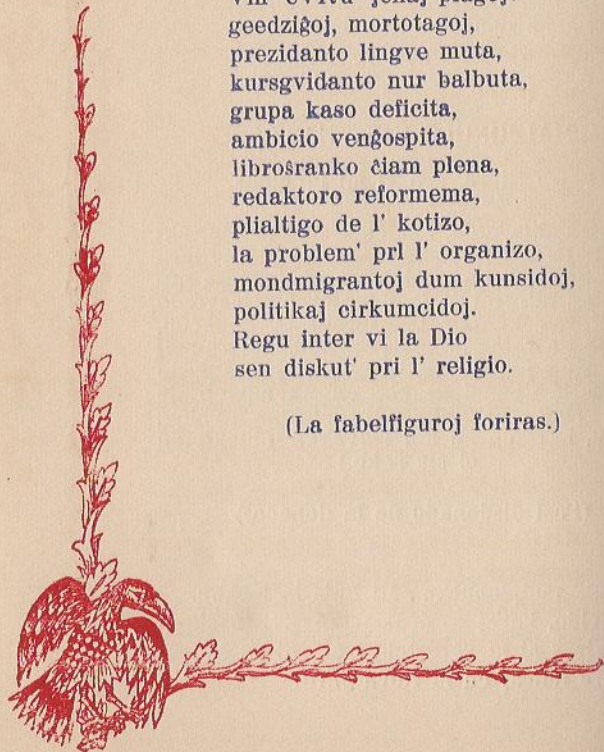 geedziĝoj, mortotagoj,
prezidanto lingve muta,
kursgvidanto nur balbuta,
grupa kaso deficita,
ambicio venĝospita,
libroŝranko ĉiam plena,
redaktoro reformema,
plialtigo de l' kotizo,
la problem' prl l' organizo,
mondmigrantoj dum kunsidoj,
politikaj cirkumcidoj.
Regu inter vi la Dio
sen diskut' pri l' religio.
(La fabelfiguroj foriras.)